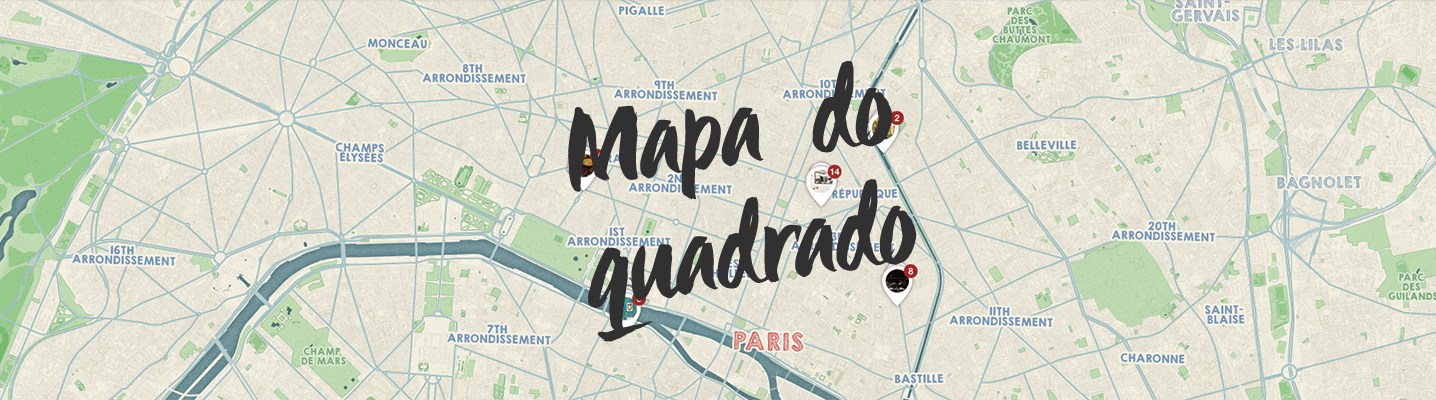 PIGALLE
MONCEAU
8TH
ARRONDISSEMENT
9TH
ARRONDISSEMENT
10TH
ARRONDISSEMENT
PARC
DES
BUTTES
CHAUMONT
SAINT-
GERVAIS
LES LILAS
Mapa do
quadrado
2
14
8
CHAMPS
ÉLYSÉES
2ND
ARRONDISSEMENT
RÉPUBLIQUE
BELLEVILLE
BAGNOLET
16TH
ARRONDISSEMENT
1ST
ARRONDISSEMENT
ARRONDISSEMENT
20TH
ARRONDISSEMENT
PARC
DES
GUILANDS
7TH
ARRONDISSEMENT
CHAMP
DE MARS
PARIS
11TH
ARRONDISSEMENT
SAINT-
BLAISE
CHARONNE
BASTILLE